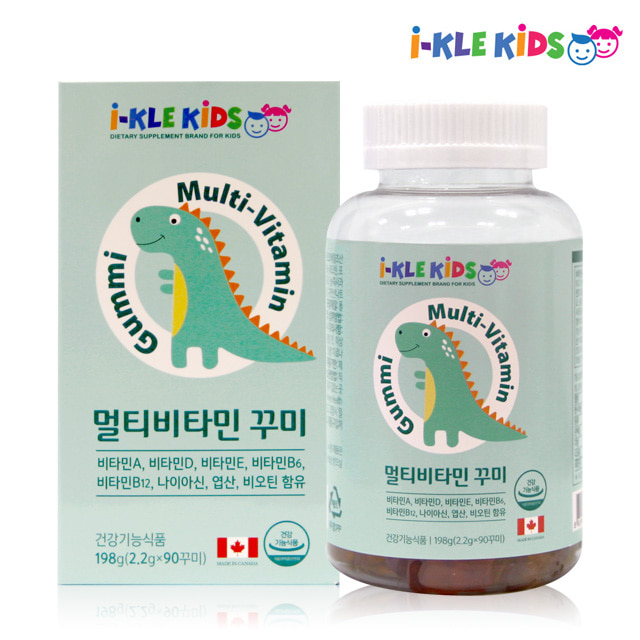 i-KLE KiDS
i-KLE KiDS
DIETARY SUPPLEMENT BRAND FOR KIDS
Gummi Multi-Vitamin
멀티비타민 꾸미
비타민A, 비타민D, 비타민E, 비타민B6,
비타민B12, 나이아신, 엽산, 비오틴 함유
건강기능식품
198g(2.2g×90꾸미)
MADE IN CANADA
건강
기능식품
i-KLE KiDS
DIETARY SUPPLEMENT BRAND FOR KIDS
Gummi Multi-Vitamin
멀티비타민 꾸미
비타민A, 비타민D, 비타민E, 비타민B6,
비타민B12, 나이아신, 엽산, 비오틴 함유
건강기능식품 | 198g(2.2g×90꾸미)
건강
기능식품
MADE IN CANADA